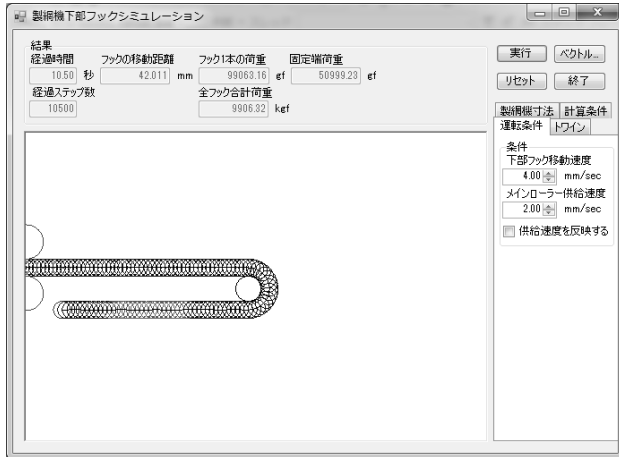 製網機下部フックシミュレーション
結果
経過時間 フックの移動距離 フック1本の荷重 固定端荷重
10.50 秒 42.011 mm 99063.16 gf 50999.23 gf
経過ステップ数 全フック合計荷重
10500 9906.32 kgf
実行 ベクトル...
リセット 終了
製網機寸法 計算条件
運転条件 トワイン
条件
下部フック移動速度
4.00 mm/sec
メインローラー供給速度
2.00 mm/sec
供給速度を反映する